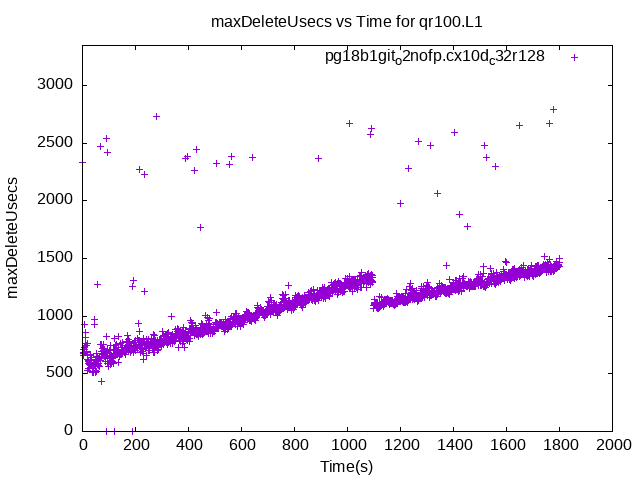 maxDeleteUsecs vs Time for qr100.L1
pg18b1git_o2nofp.cx10d_c32r128
3000
2500
2000
1500
1000
500
0
maxDeleteUsecs
0 200 400 600 800 1000 1200 1400 1600 1800 2000
Time(s)